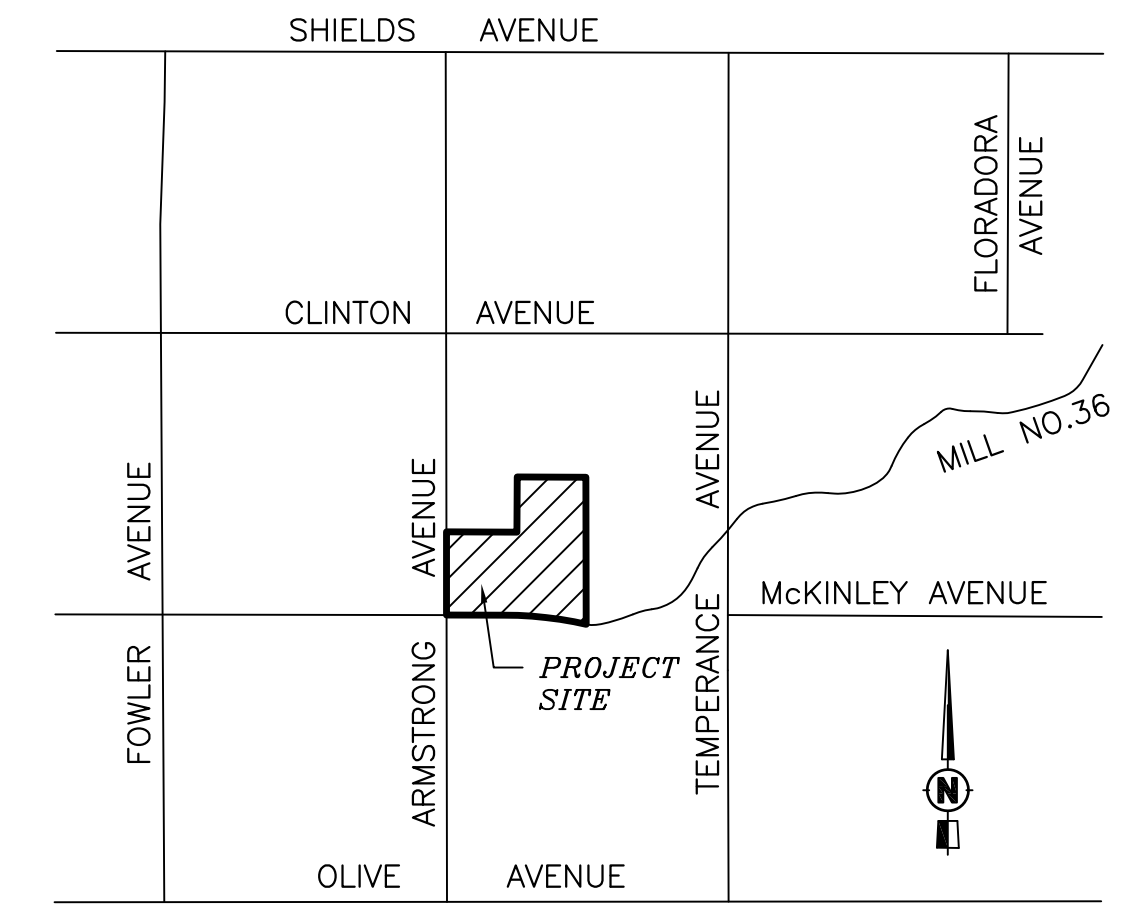 SHIELDS AVENUE
FLORADORA
AVENUE
CLINTON AVENUE
MILL NO.36
FOWLER AVENUE
ARMSTRONG AVENUE
TEMPERANCE AVENUE
McKINLEY AVENUE
PROJECT
SITE
N
OLIVE AVENUE